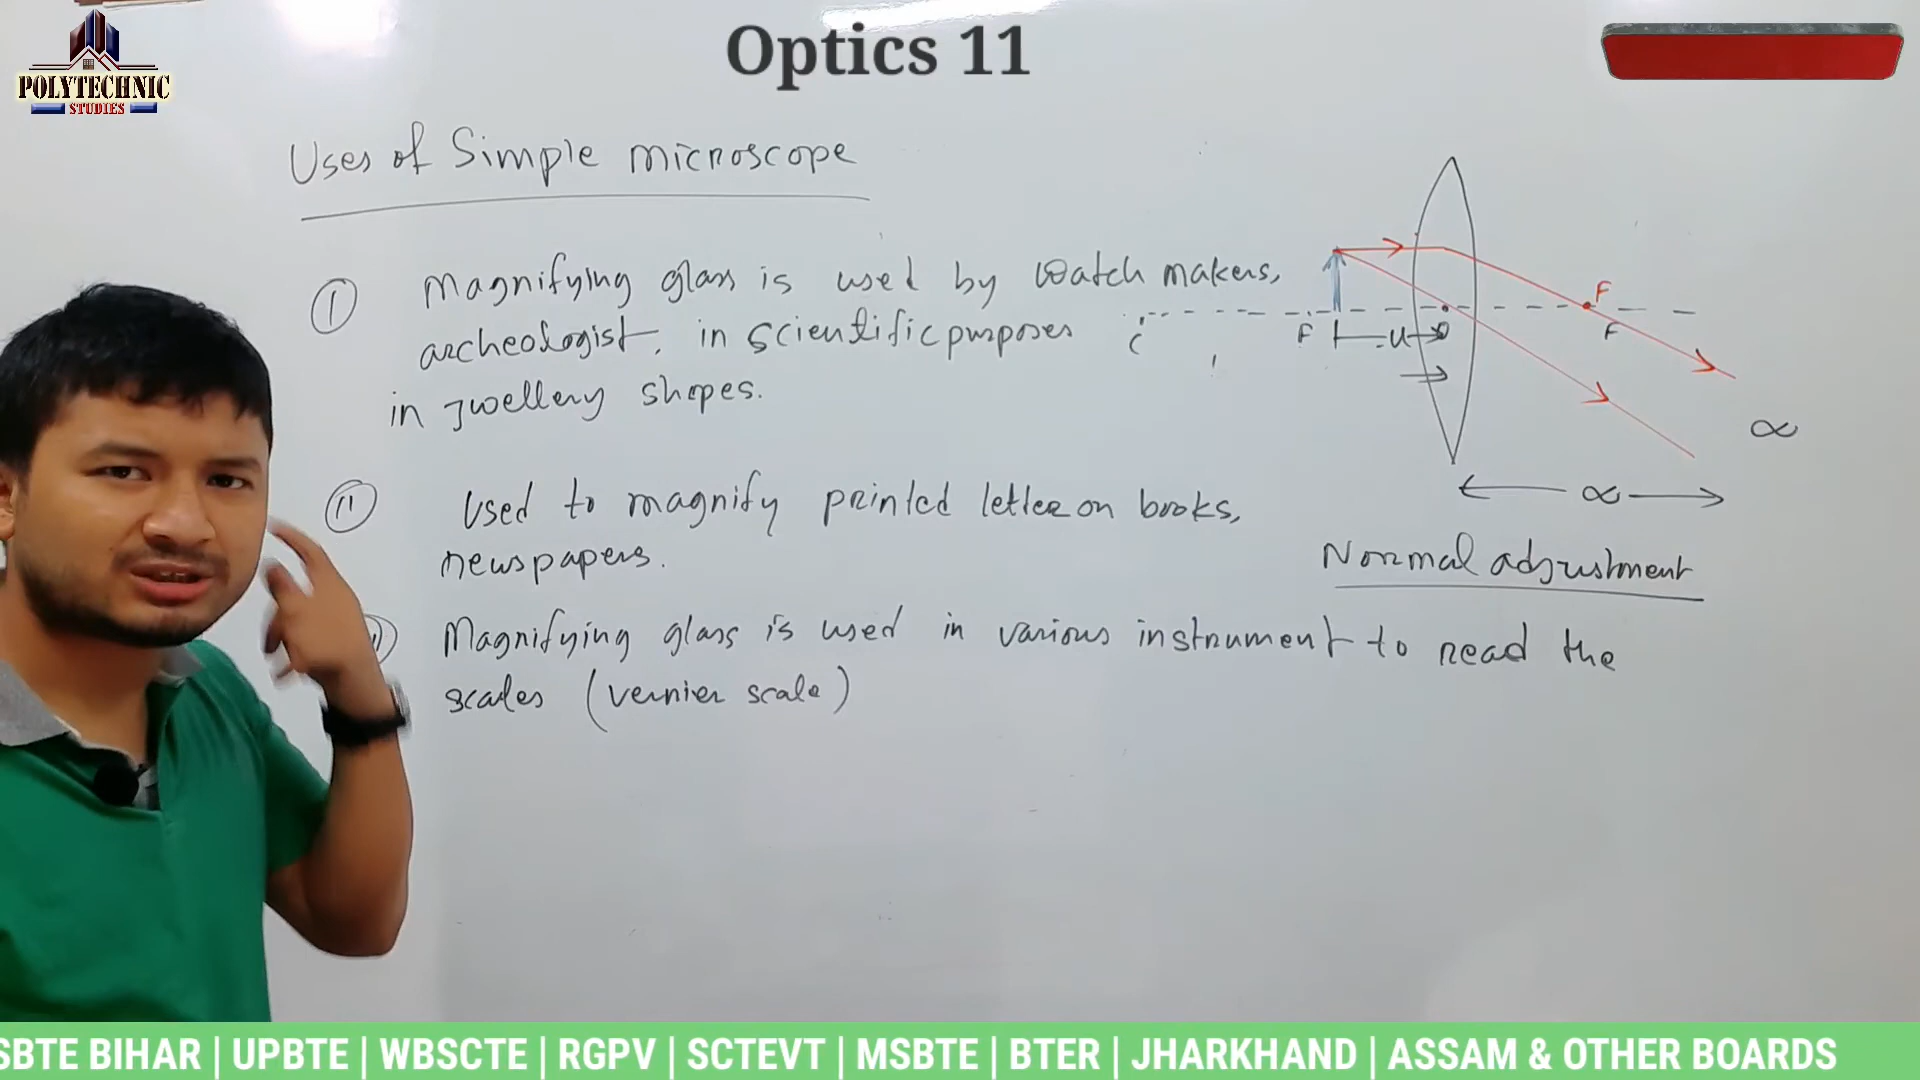 Optics 11
POLYTECHNIC
STUDIES
Uses of Simple microscope
(I) Magnifying glass is used by watch makers,
archeologist, in scientific purposes
in jwellery shopes.
(II) Used to magnify printed letter on books,
newspapers.
Magnifying glass is used in various instrument to read the
scales (vernier scale)
F
F
F
u
∝
∝
Normal adjustment
SBTE BIHAR | UPBTE | WBSCTE | RGPV | SCTEVT | MSBTE | BTER | JHARKHAND | ASSAM & OTHER BOARDS